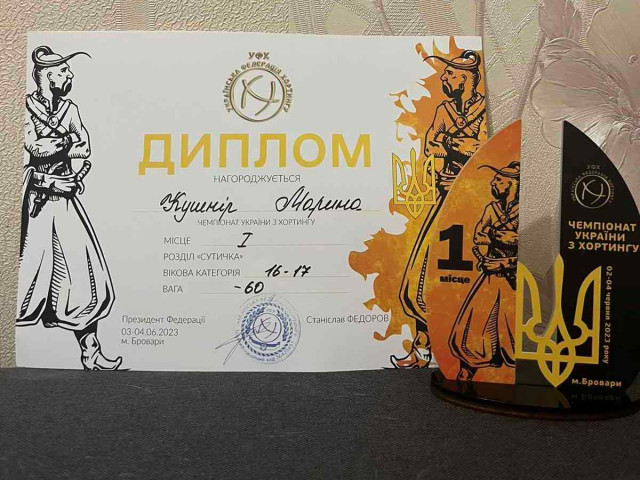 УФХ
УКРАЇНСЬКА ФЕДЕРАЦІЯ ХОРТИНГУ
ДИПЛОМ
НАГОРОДЖУЄТЬСЯ
Кушнір Марина
ЧЕМПІОНАТ УКРАЇНИ З ХОРТИНГУ
МІСЦЕ I
РОЗДІЛ «СУТИЧКА»
ВІКОВА КАТЕГОРІЯ 16-17
ВАГА -60
Президент Федерації Станіслав ФЕДОРОВ
03-04.06.2023
м. Бровари
1
місце
УФХ
ЧЕМПІОНАТ
УКРАЇНИ
З ХОРТИНГУ
02-04 червня 2023 року
м.Бровари